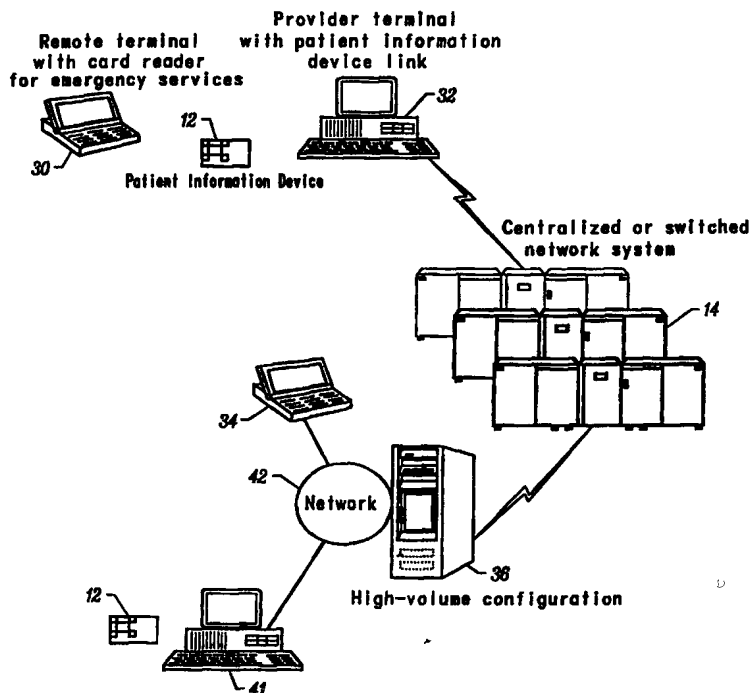 Provider terminal
with patient information
device link
Remote terminal
with card reader
for emergency services
32
12
30
Patient Information Device
Centralized or switched
network system
14
34
42
Network
36
High-volume configuration
12
41